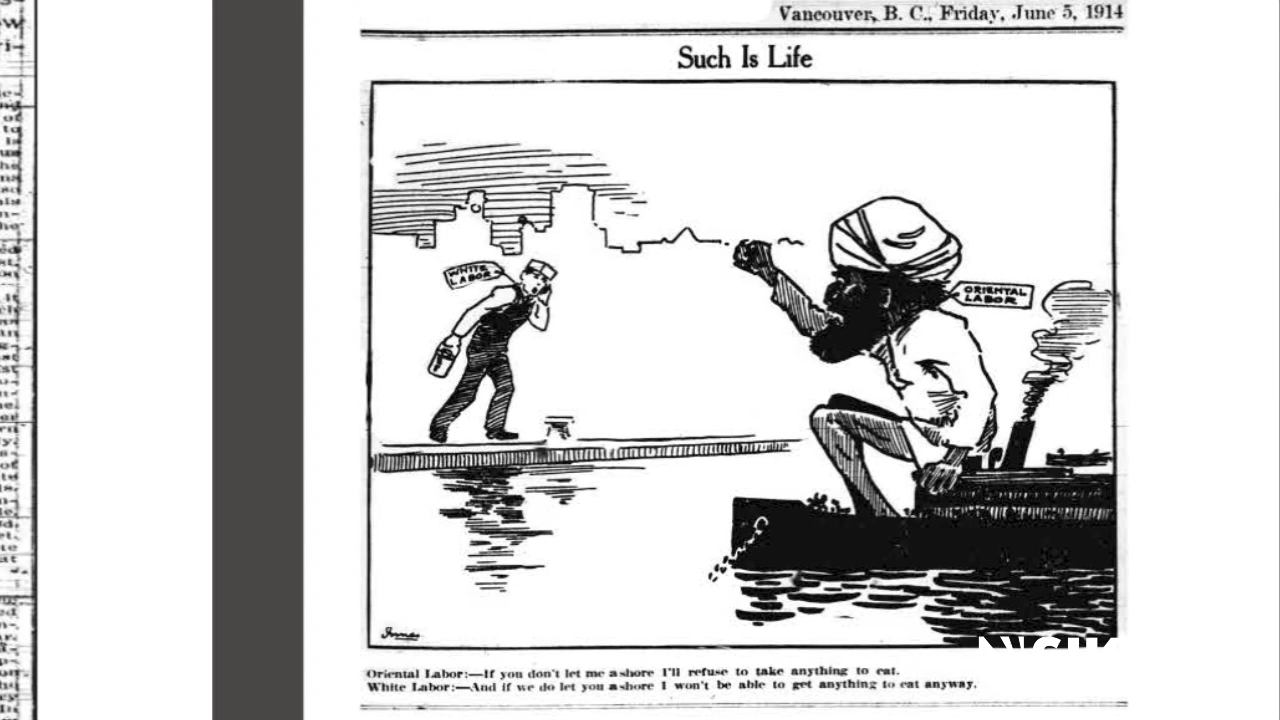 Vancouver, B. C., Friday, June 5, 1914
Such Is Life
WHITE
LABOR
ORIENTAL
LABOR
Oriental Labor:—If you don't let me ashore I'll refuse to take anything to eat.
White Labor:—And if we do let you ashore I won't be able to get anything to eat anyway.